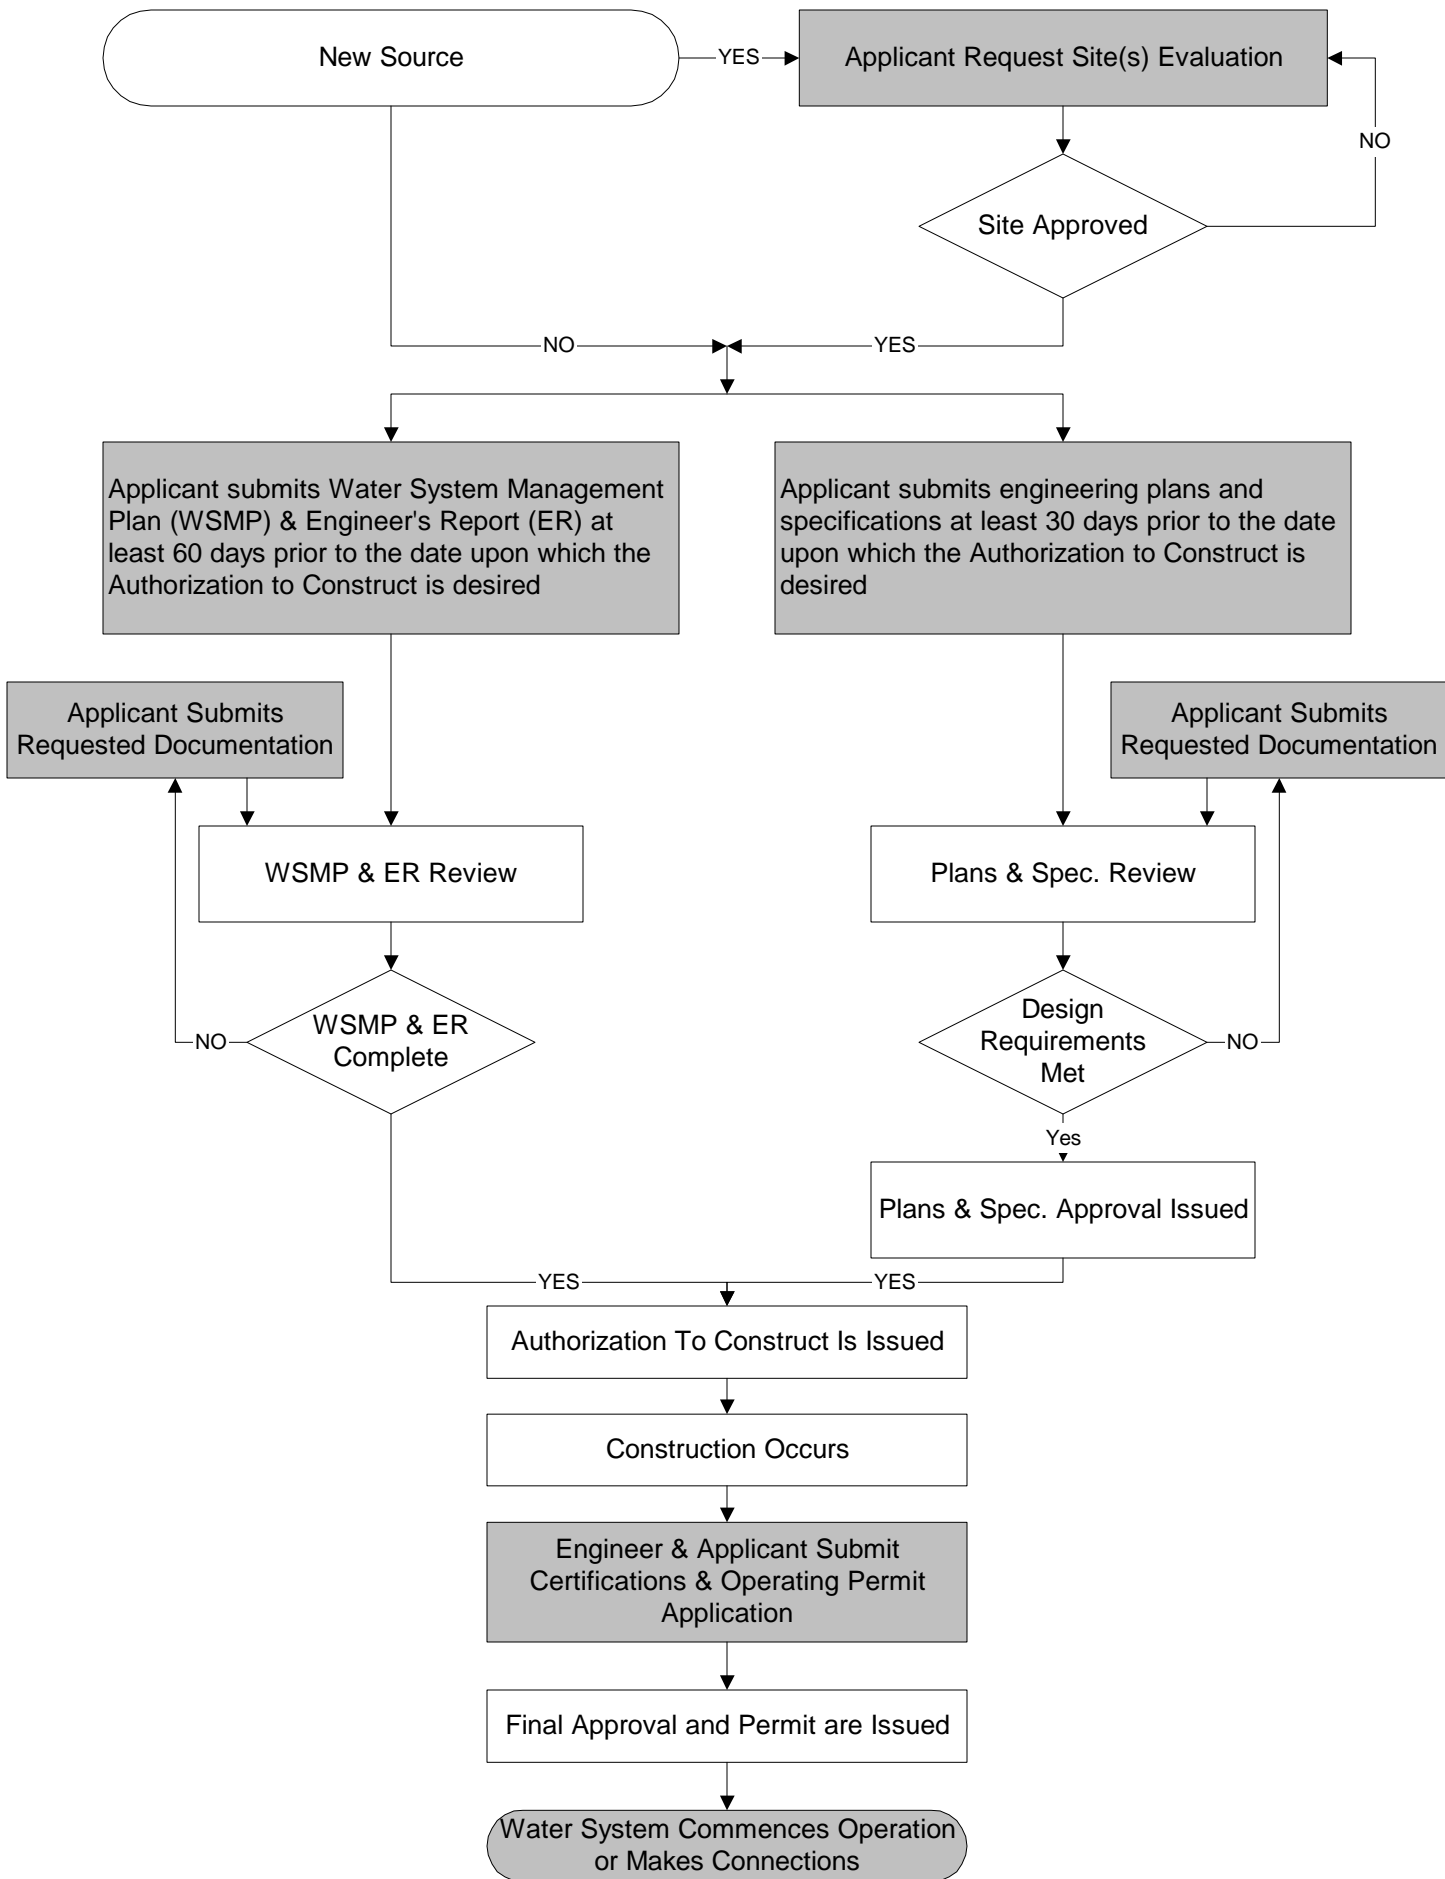 New Source
YES
Applicant Request Site(s) Evaluation
NO
Site Approved
NO
YES
Applicant submits Water System Management
Plan (WSMP) & Engineer's Report (ER) at
least 60 days prior to the date upon which the
Authorization to Construct is desired
Applicant submits engineering plans and
specifications at least 30 days prior to the date
upon which the Authorization to Construct is
desired
Applicant Submits
Requested Documentation
Applicant Submits
Requested Documentation
WSMP & ER Review
Plans & Spec. Review
WSMP & ER
Complete
NO
Design
Requirements
Met
NO
Yes
Plans & Spec. Approval Issued
YES
YES
Authorization To Construct Is Issued
Construction Occurs
Engineer & Applicant Submit
Certifications & Operating Permit
Application
Final Approval and Permit are Issued
Water System Commences Operation
or Makes Connections